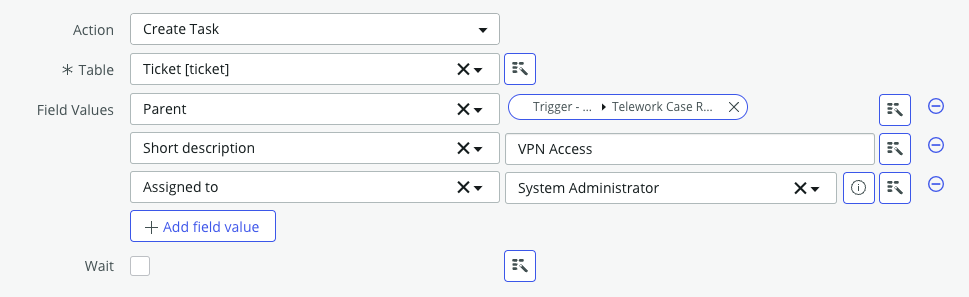 Action Create Task
* Table Ticket [ticket]
Field Values Parent Trigger - ... Telework Case R...
Short description VPN Access
Assigned to System Administrator
+ Add field value
Wait